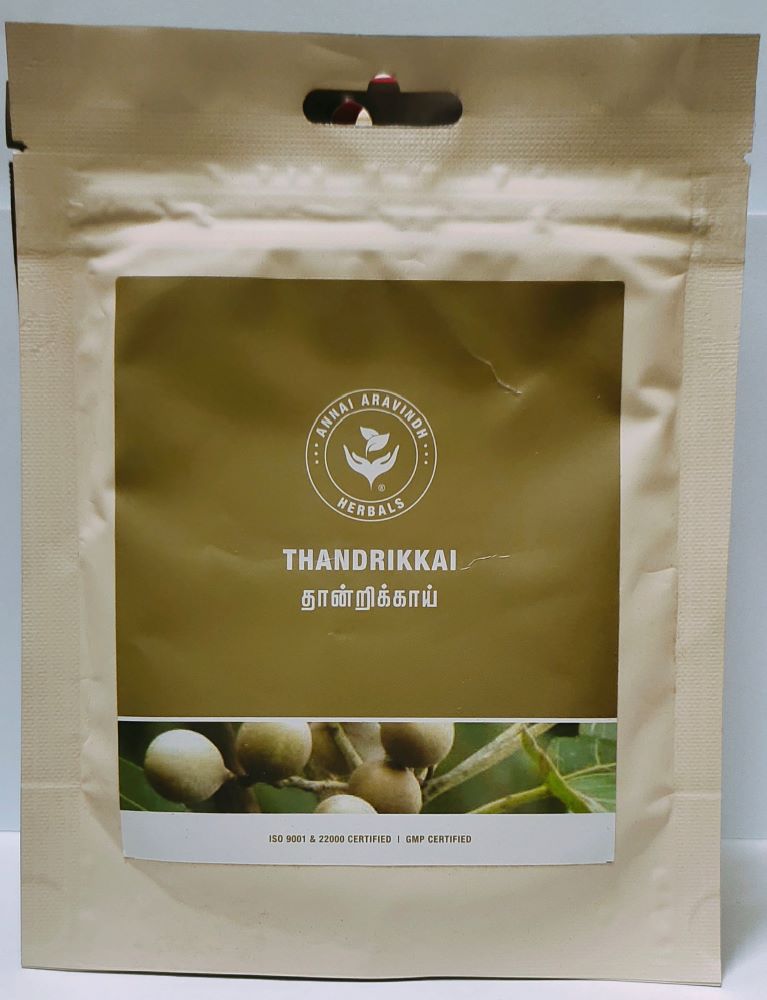 ANNAI ARAVINDH
HERBALS
®
THANDRIKKAI
தான்றிக்காய்
ISO 9001 & 22000 CERTIFIED | GMP CERTIFIED